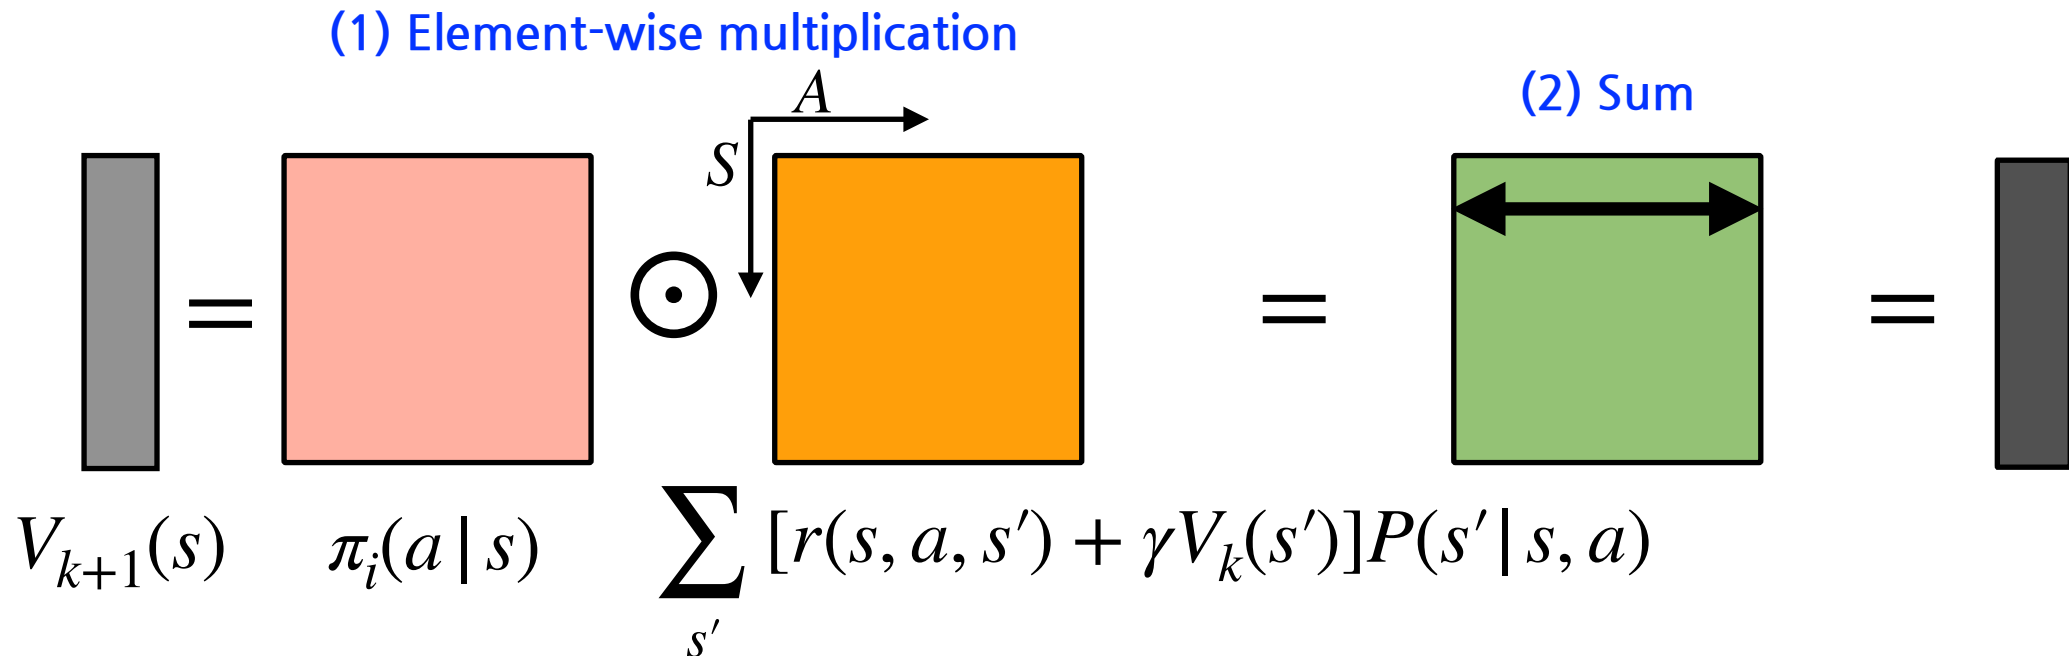 (1) Element-wise multiplication
A
(2) Sum
S
= ⊙ = =
V_{k+1}(s) π_i(a | s) ∑_{s′} [r(s, a, s′) + γV_k(s′)]P(s′ | s, a)